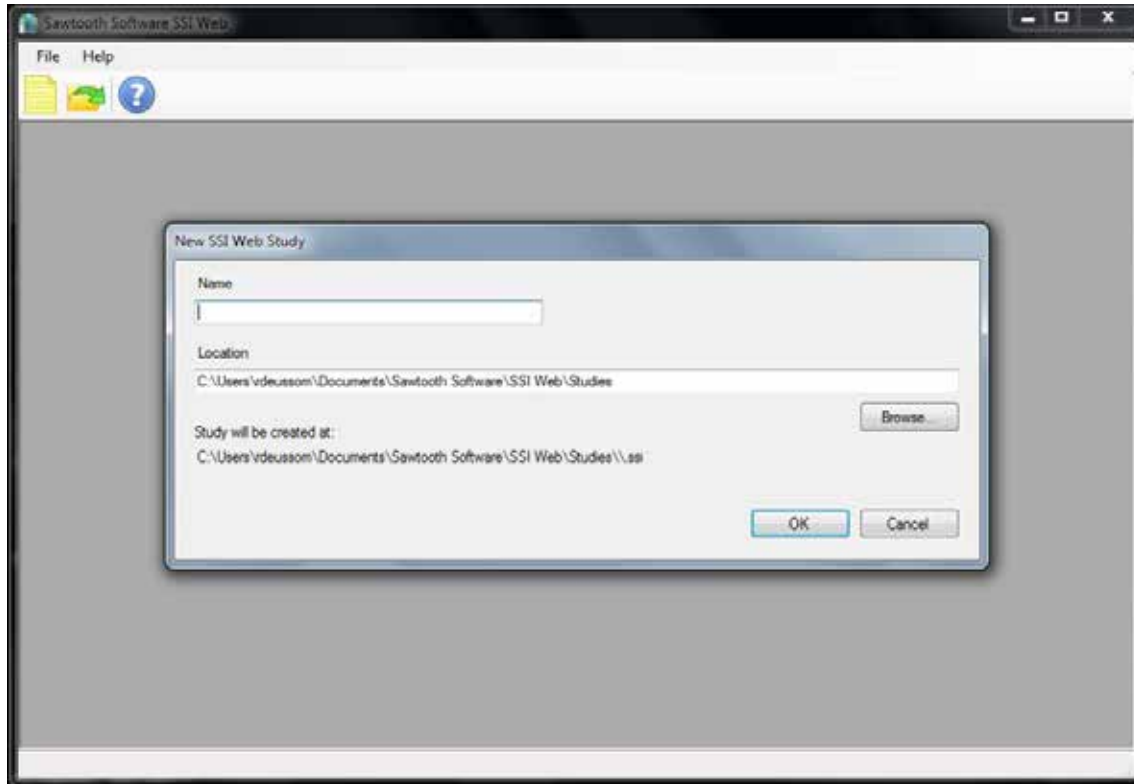 Sawtooth Software SSI Web
File Help
?
New SSI Web Study
Name
Location
C:\Users\vdeussom\Documents\Sawtooth Software\SSI Web\Studies
Browse...
Study will be created at:
C:\Users\vdeussom\Documents\Sawtooth Software\SSI Web\Studies\\.ssi
OK Cancel